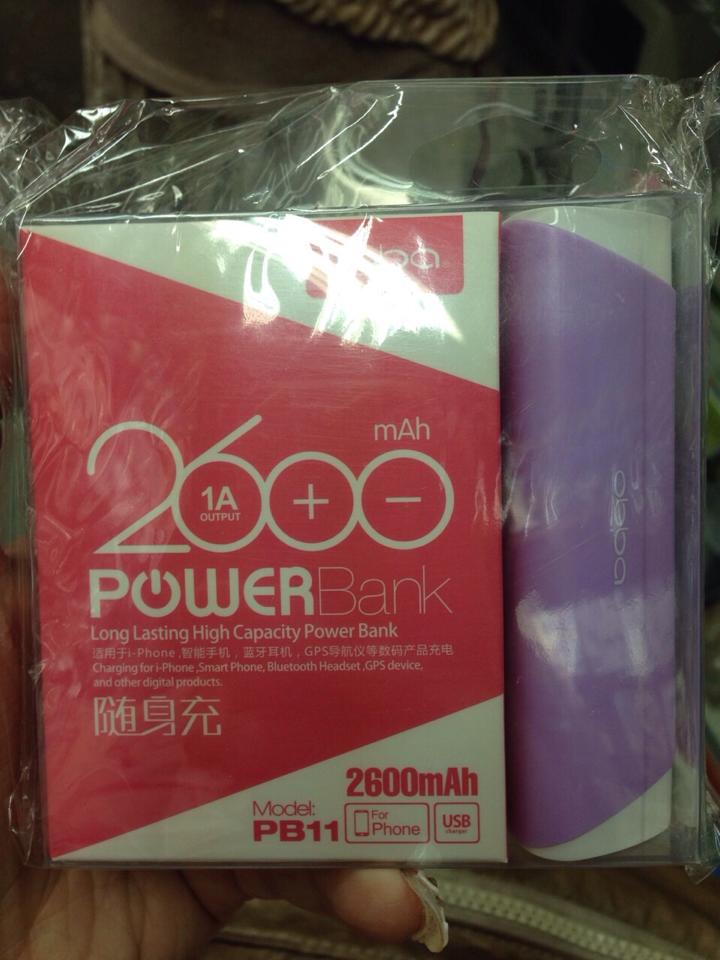 mAh
2600
1A
OUTPUT
+ −
POWERBank
Long Lasting High Capacity Power Bank
适用于i-Phone,智能手机，蓝牙耳机，GPS导航仪等数码产品充电
Charging for i-Phone ,Smart Phone, Bluetooth Headset ,GPS device,
and other digital products.
随身充
2600mAh
Model:
PB11
For
Phone
USB
charger